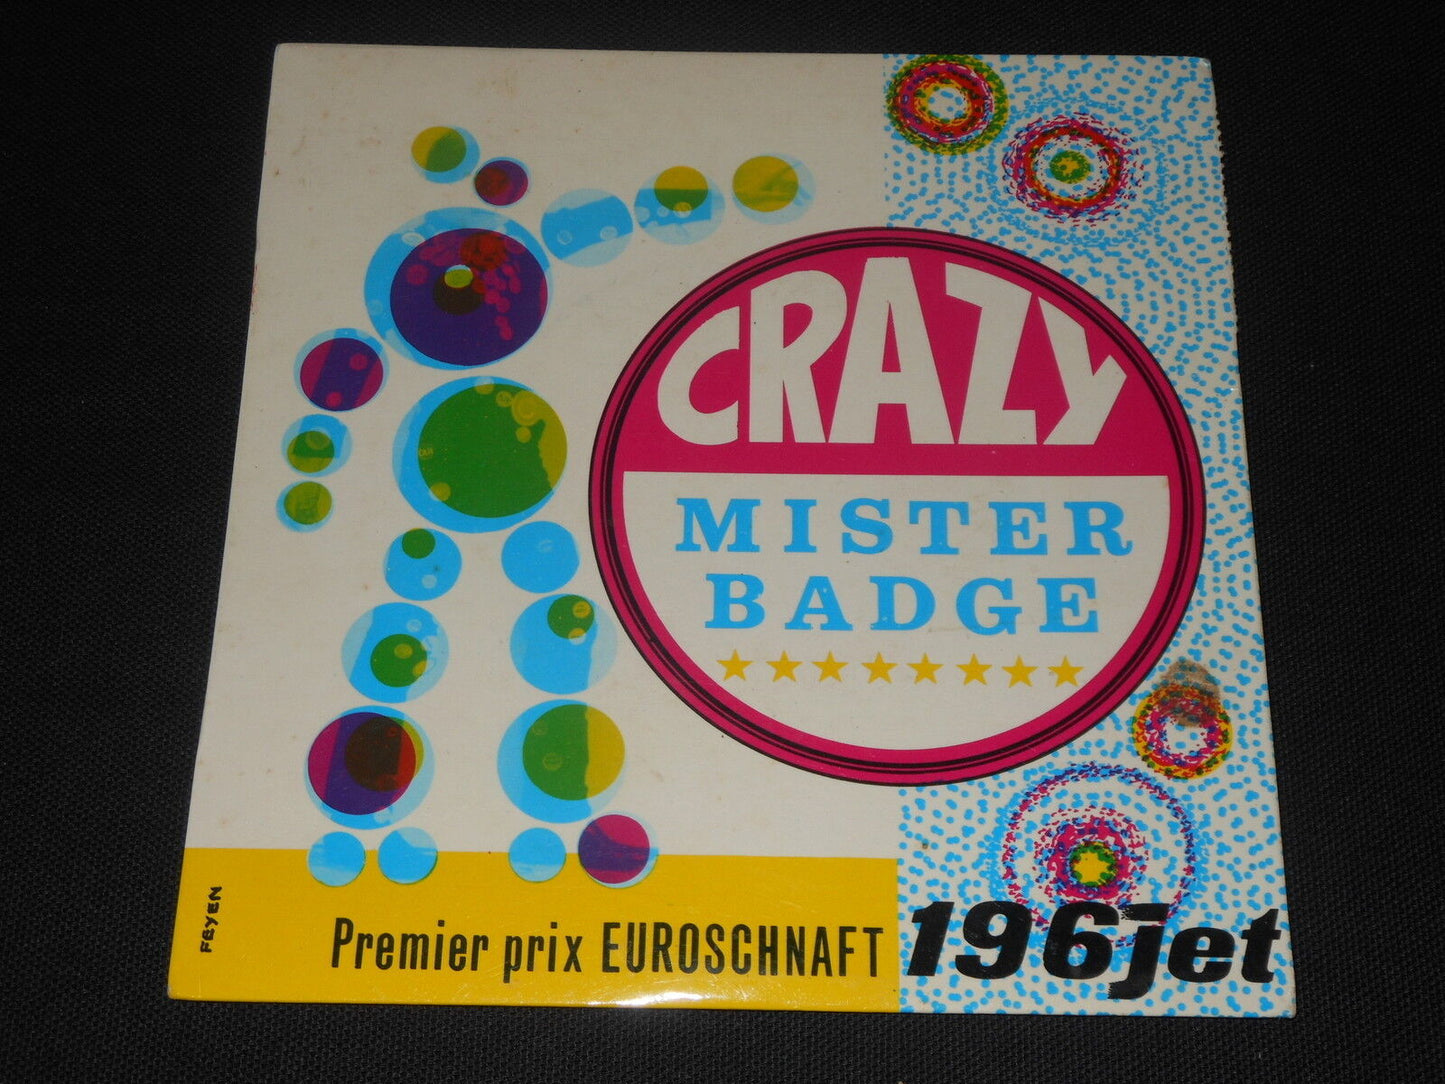 CRAZY
MISTER
BADGE
Premier prix EUROSCHNAFT
196jet
FEYEN